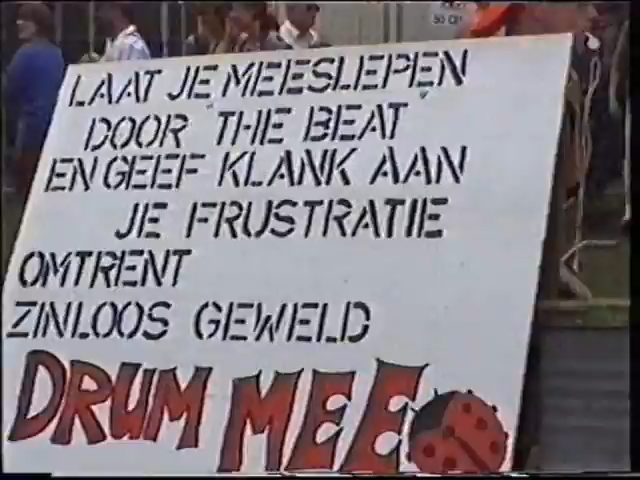 LAAT JE MEESLEPEN
DOOR "THE BEAT"
EN GEEF KLANK AAN
JE FRUSTRATIE
OMTRENT
ZINLOOS GEWELD
DRUM MEE